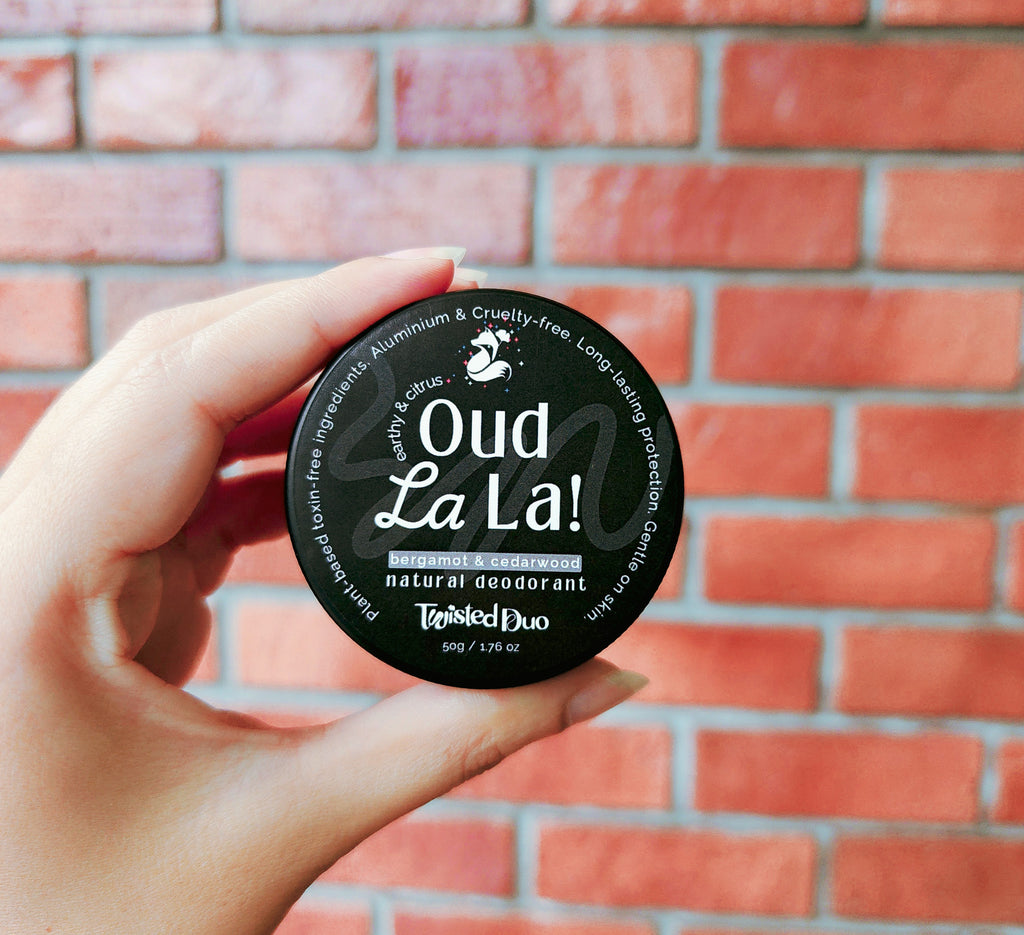 Plant-based toxin-free ingredients. Aluminium & Cruelty-free. Long-lasting protection. Gentle on skin.
earthy & citrus
Oud
La La!
bergamot & cedarwood
natural deodorant
Twisted Duo
50g / 1.76 oz